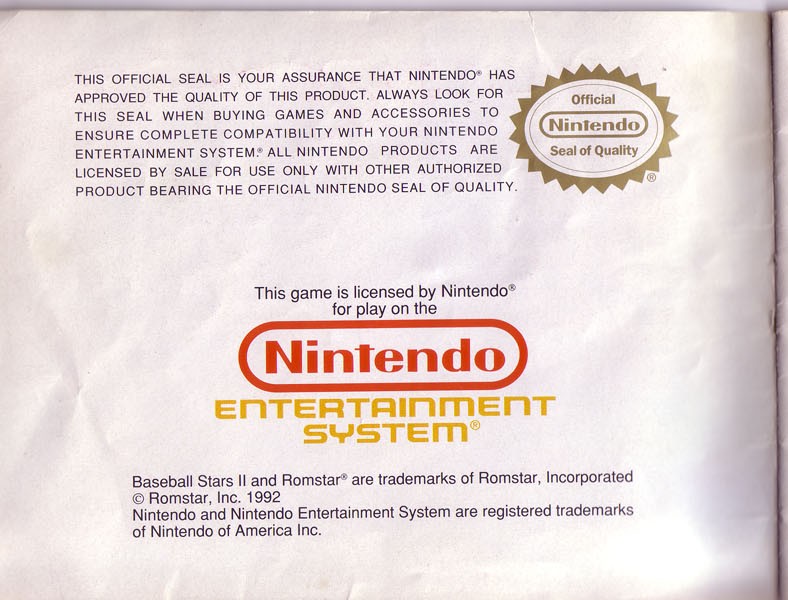 THIS OFFICIAL SEAL IS YOUR ASSURANCE THAT NINTENDO® HAS
APPROVED THE QUALITY OF THIS PRODUCT. ALWAYS LOOK FOR
THIS SEAL WHEN BUYING GAMES AND ACCESSORIES TO
ENSURE COMPLETE COMPATIBILITY WITH YOUR NINTENDO
ENTERTAINMENT SYSTEM.® ALL NINTENDO PRODUCTS ARE
LICENSED BY SALE FOR USE ONLY WITH OTHER AUTHORIZED
PRODUCT BEARING THE OFFICIAL NINTENDO SEAL OF QUALITY.
Official
Nintendo
Seal of Quality
®
This game is licensed by Nintendo®
for play on the
Nintendo
ENTERTAINMENT
SYSTEM®
Baseball Stars II and Romstar® are trademarks of Romstar, Incorporated
© Romstar, Inc. 1992
Nintendo and Nintendo Entertainment System are registered trademarks
of Nintendo of America Inc.